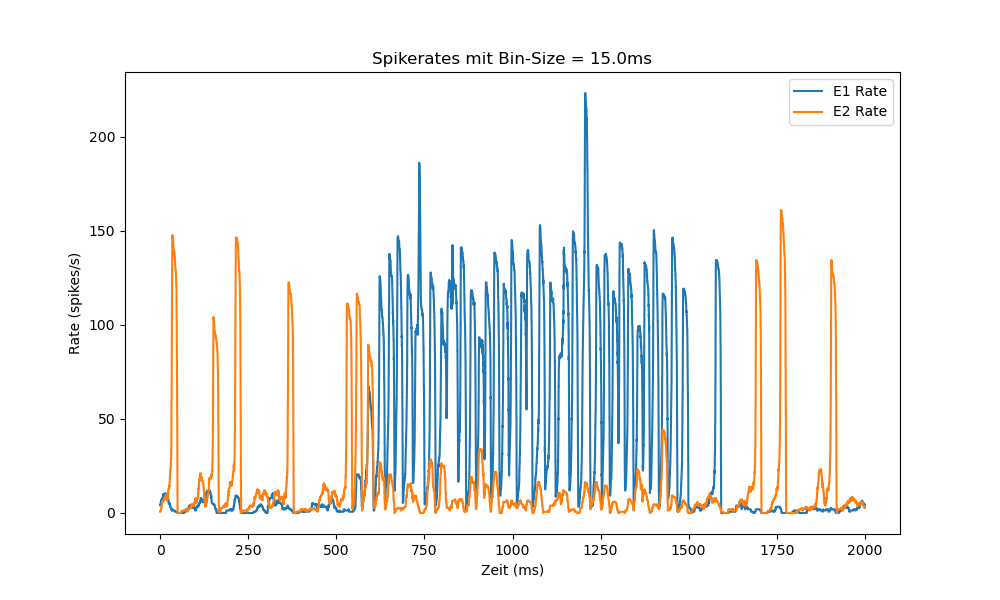 Spikerates mit Bin-Size = 15.0ms
E1 Rate
E2 Rate
Rate (spikes/s)
200
150
100
50
0
0 250 500 750 1000 1250 1500 1750 2000
Zeit (ms)